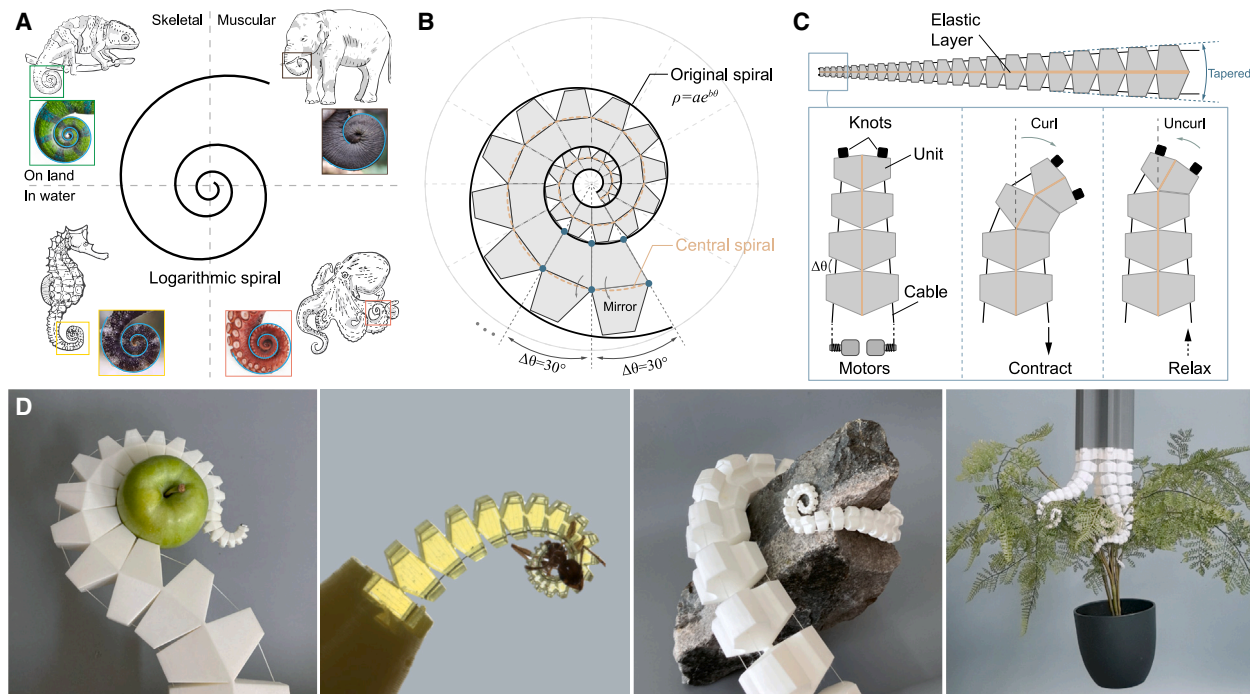 A
Skeletal
Muscular
On land
In water
Logarithmic spiral
B
Original spiral
ρ=ae^{bθ}
Central spiral
Mirror
Δθ=30°
Δθ=30°
C
Elastic
Layer
Tapered
Knots
Unit
Δθ
Cable
Motors
Curl
Contract
Uncurl
Relax
D